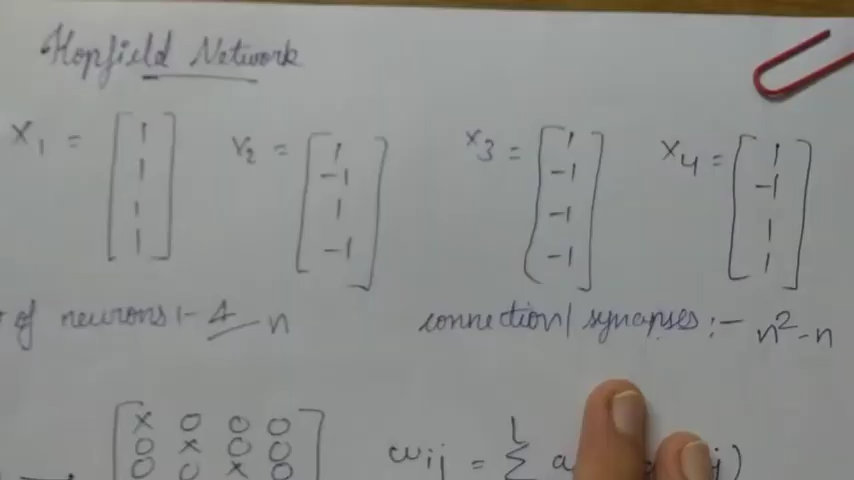 Hopfield Network
X1 = [1 1 1 1] X2 = [1 -1 1 -1] X3 = [1 -1 -1 -1] X4 = [1 -1 1 1]
of neurons :- 4 - n connection/ synapses :- n² - n
[X 0 0 0
0 X 0 0
0 0 X 0] wij = Σ a j)